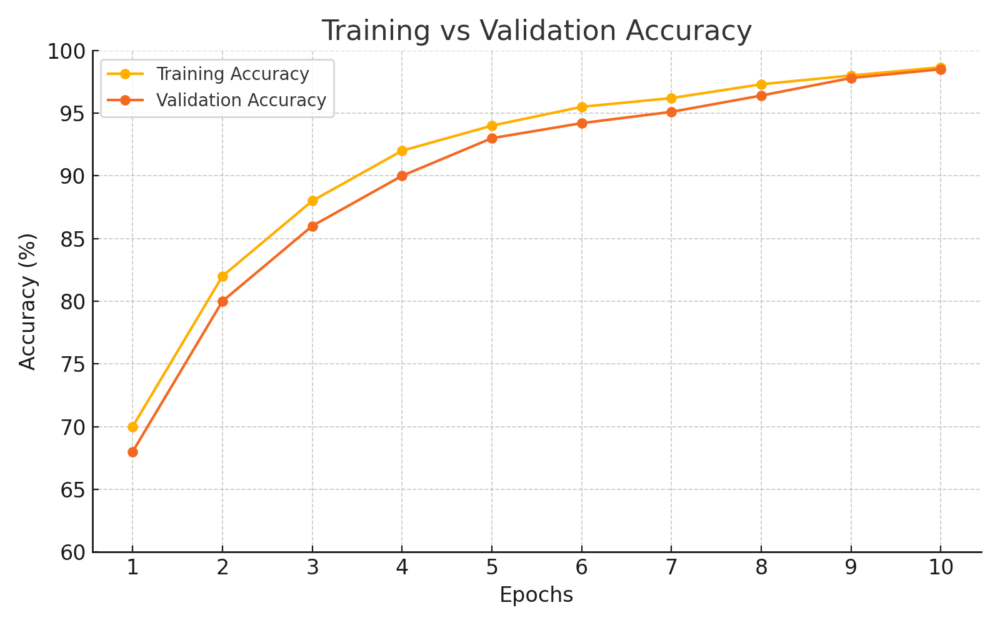 Training vs Validation Accuracy
Training Accuracy
Validation Accuracy
Accuracy (%)
100
95
90
85
80
75
70
65
60
1 2 3 4 5 6 7 8 9 10
Epochs